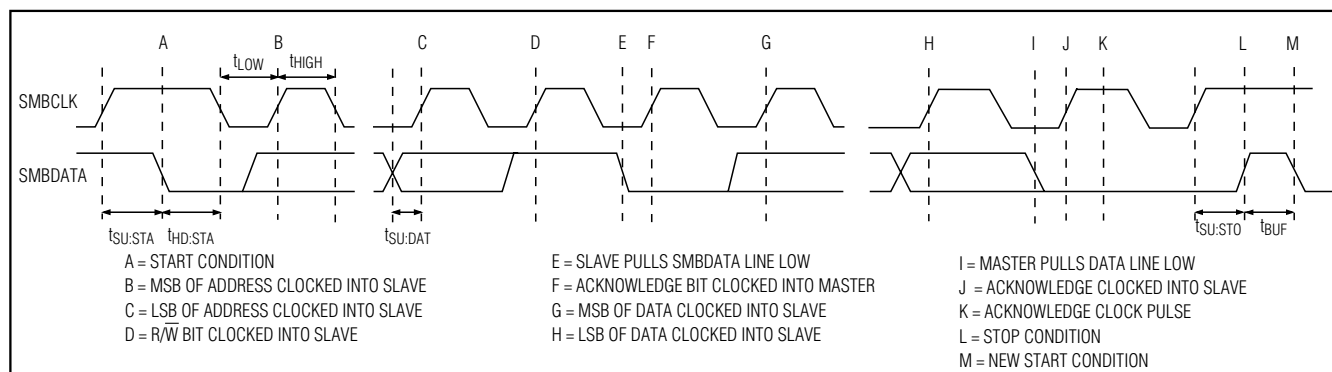 A B C D E F G H I J K L M
tLOW tHIGH
SMBCLK
SMBDATA
tSU:STA tHD:STA tSU:DAT tSU:STO tBUF
A = START CONDITION
B = MSB OF ADDRESS CLOCKED INTO SLAVE
C = LSB OF ADDRESS CLOCKED INTO SLAVE
D = R/W̅ BIT CLOCKED INTO SLAVE
E = SLAVE PULLS SMBDATA LINE LOW
F = ACKNOWLEDGE BIT CLOCKED INTO MASTER
G = MSB OF DATA CLOCKED INTO SLAVE
H = LSB OF DATA CLOCKED INTO SLAVE
I = MASTER PULLS DATA LINE LOW
J = ACKNOWLEDGE CLOCKED INTO SLAVE
K = ACKNOWLEDGE CLOCK PULSE
L = STOP CONDITION
M = NEW START CONDITION